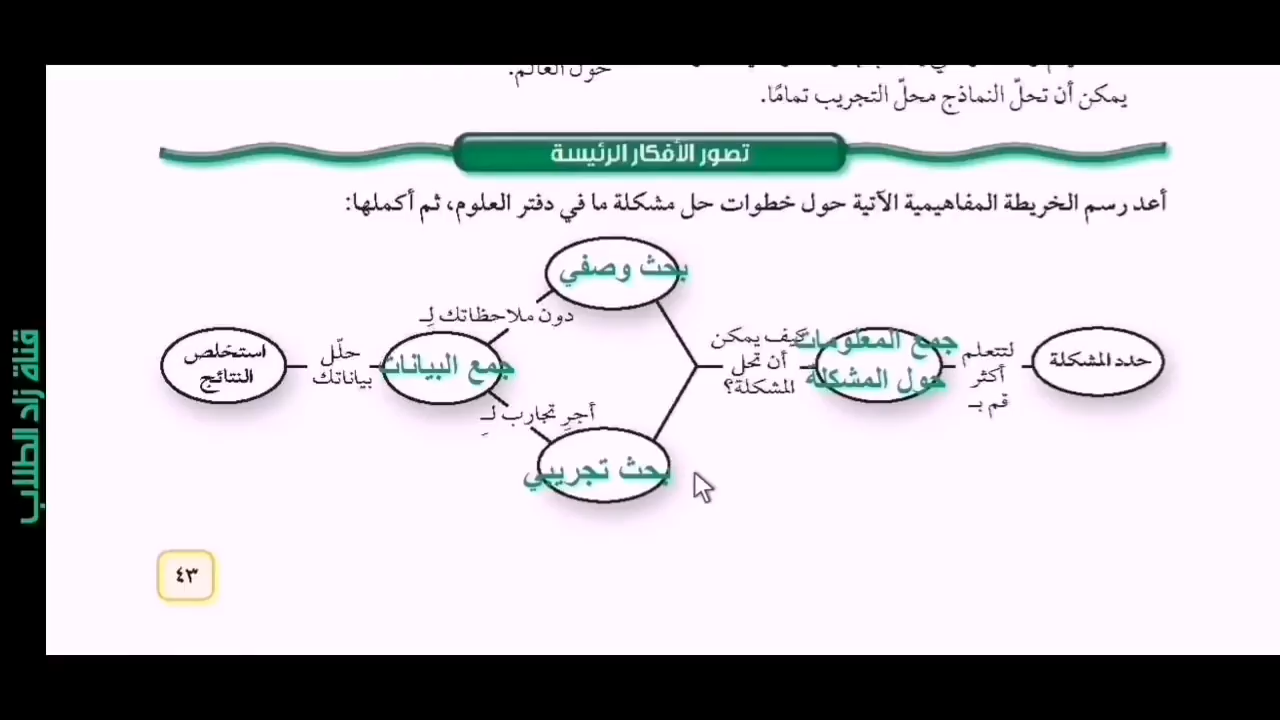 حول العالم.
يمكن أن تحلّ النماذج محلّ التجريب تمامًا.
تصور الأفكار الرئيسة
أعد رسم الخريطة المفاهيمية الآتية حول خطوات حل مشكلة ما في دفتر العلوم، ثم أكملها:
حدد المشكلة
لتتعلم
أكثر
قم بـ
جمع المعلومات
حول المشكلة
كيف يمكن
أن تحل
المشكلة؟
بحث وصفي
بحث تجريبي
دون ملاحظاتك لِـ
أجرِ تجارب لـِ
جمع البيانات
حلّل
بياناتك
استخلص
النتائج
٤٣
قناة زاد الطلاب